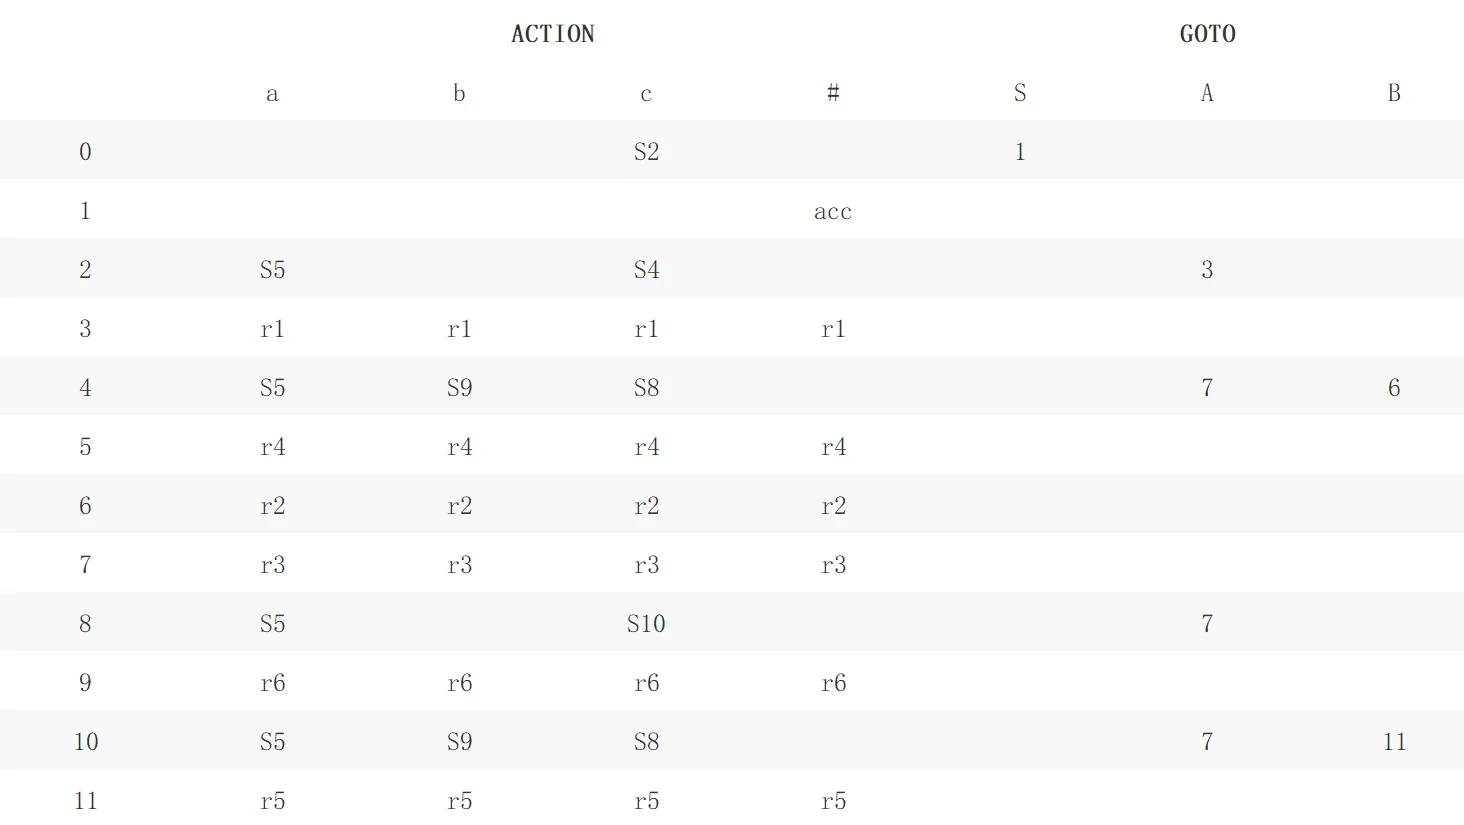 ACTION GOTO
a b c # S A B
0 S2 1
1 acc
2 S5 S4 3
3 r1 r1 r1 r1
4 S5 S9 S8 7 6
5 r4 r4 r4 r4
6 r2 r2 r2 r2
7 r3 r3 r3 r3
8 S5 S10 7
9 r6 r6 r6 r6
10 S5 S9 S8 7 11
11 r5 r5 r5 r5